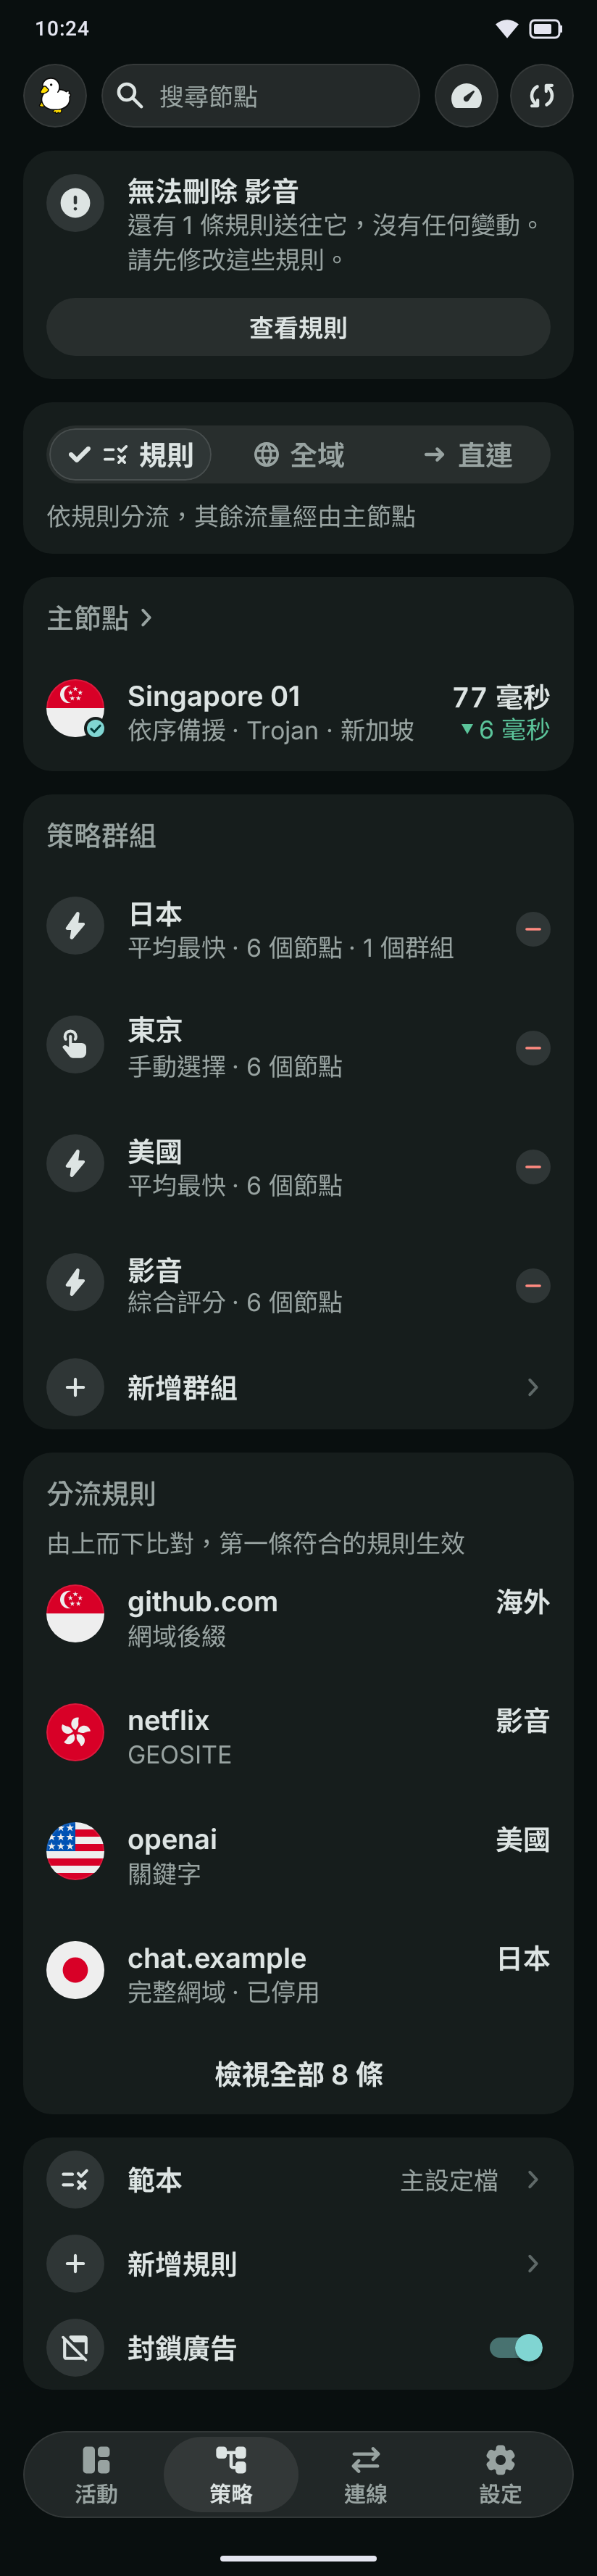 10:24
搜尋節點
無法刪除 影音
還有 1 條規則送往它，沒有任何變動。
請先修改這些規則。
查看規則
規則
全域
直連
依規則分流，其餘流量經由主節點
主節點
Singapore 01
77 毫秒
依序備援 · Trojan · 新加坡
6 毫秒
策略群組
日本
平均最快 · 6 個節點 · 1 個群組
東京
手動選擇 · 6 個節點
美國
平均最快 · 6 個節點
影音
綜合評分 · 6 個節點
新增群組
分流規則
由上而下比對，第一條符合的規則生效
github.com
海外
網域後綴
netflix
影音
GEOSITE
openai
美國
關鍵字
chat.example
日本
完整網域 · 已停用
檢視全部 8 條
範本
主設定檔
新增規則
封鎖廣告
活動
策略
連線
設定